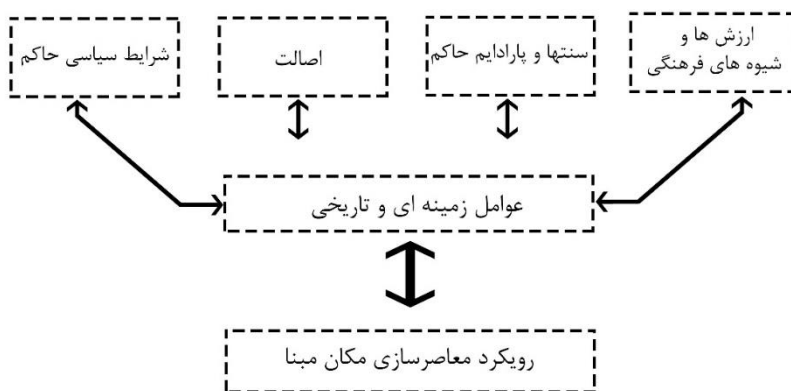 ارزش ها و
شیوه های فرهنگی
سنتها و پارادایم حاکم
اصالت
شرایط سیاسی حاکم
عوامل زمینه ای و تاریخی
رویکرد معاصرسازی مکان مبنا